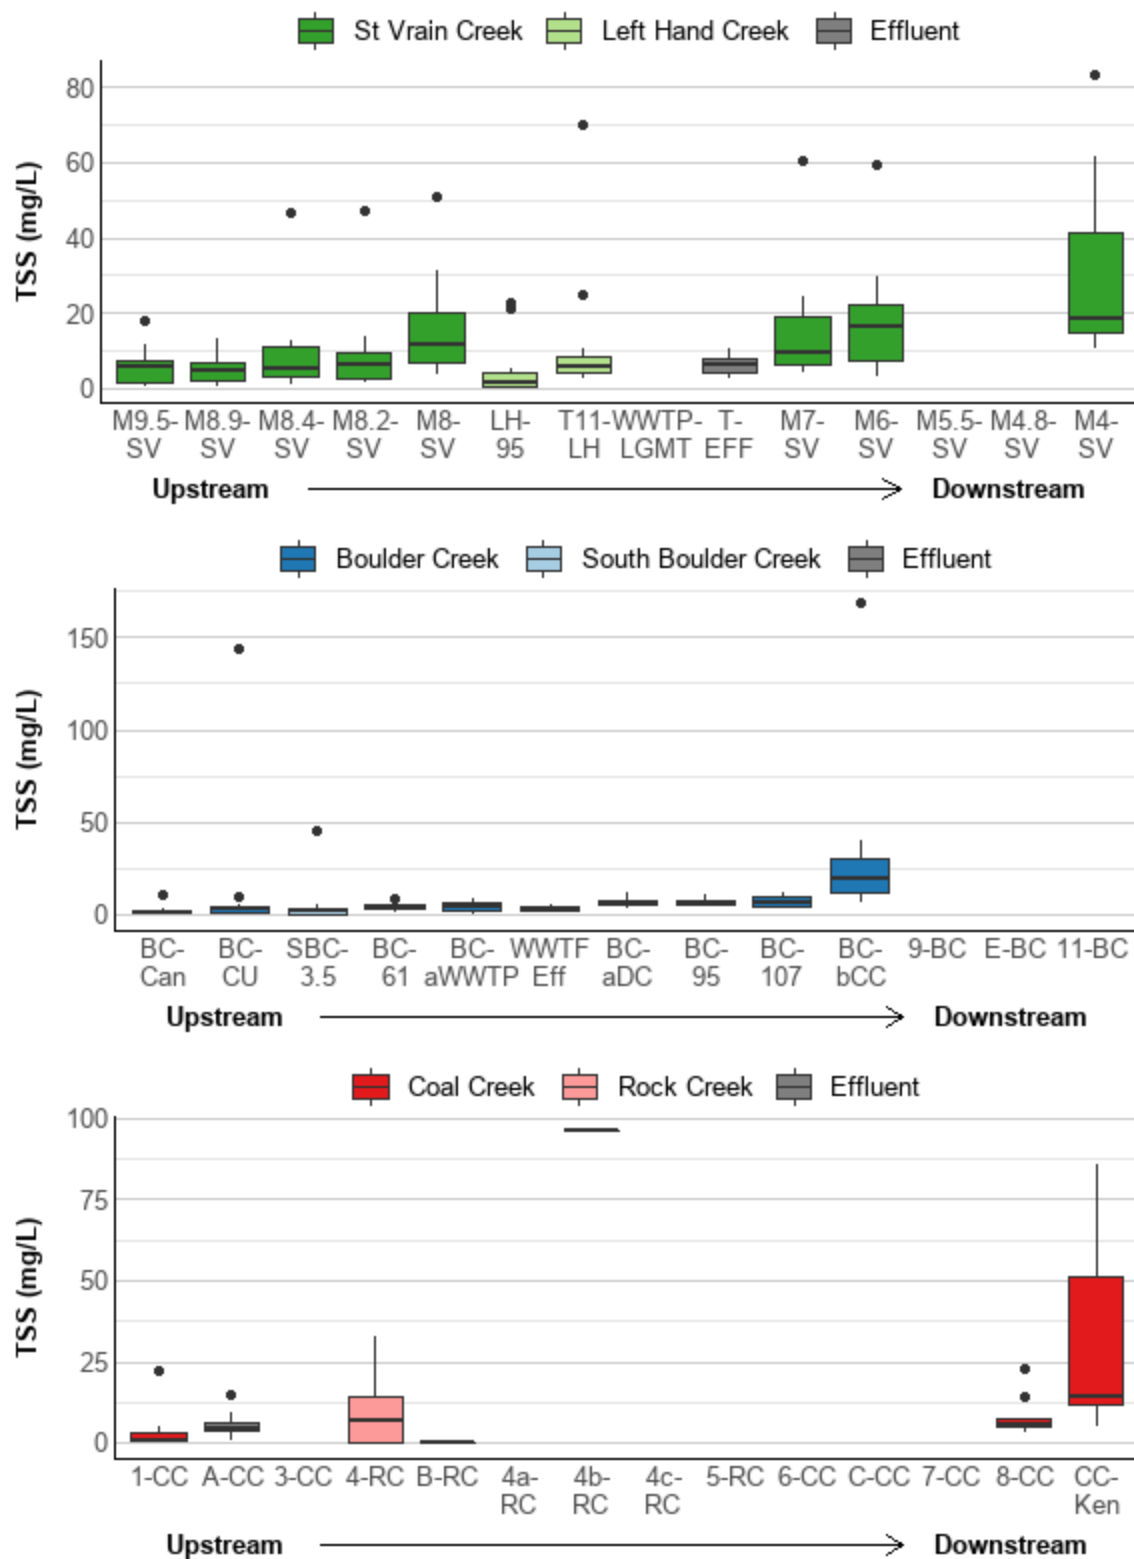 St Vrain Creek Left Hand Creek Effluent
80
60
40
20
0
TSS (mg/L)
M9.5- M8.9- M8.4- M8.2- M8- LH- T11- WWTP- T- M7- M6- M5.5- M4.8- M4-
SV SV SV SV SV 95 LH LGMT EFF SV SV SV SV SV
Upstream Downstream
Boulder Creek South Boulder Creek Effluent
150
100
50
0
TSS (mg/L)
BC- BC- SBC- BC- BC- WWTF BC- BC- BC- BC- 9-BC E-BC 11-BC
Can CU 3.5 61 aWWTP Eff aDC 95 107 bCC
Upstream Downstream
Coal Creek Rock Creek Effluent
100
75
50
25
0
TSS (mg/L)
1-CC A-CC 3-CC 4-RC B-RC 4a- 4b- 4c- 5-RC 6-CC C-CC 7-CC 8-CC CC-
RC RC RC Ken
Upstream Downstream